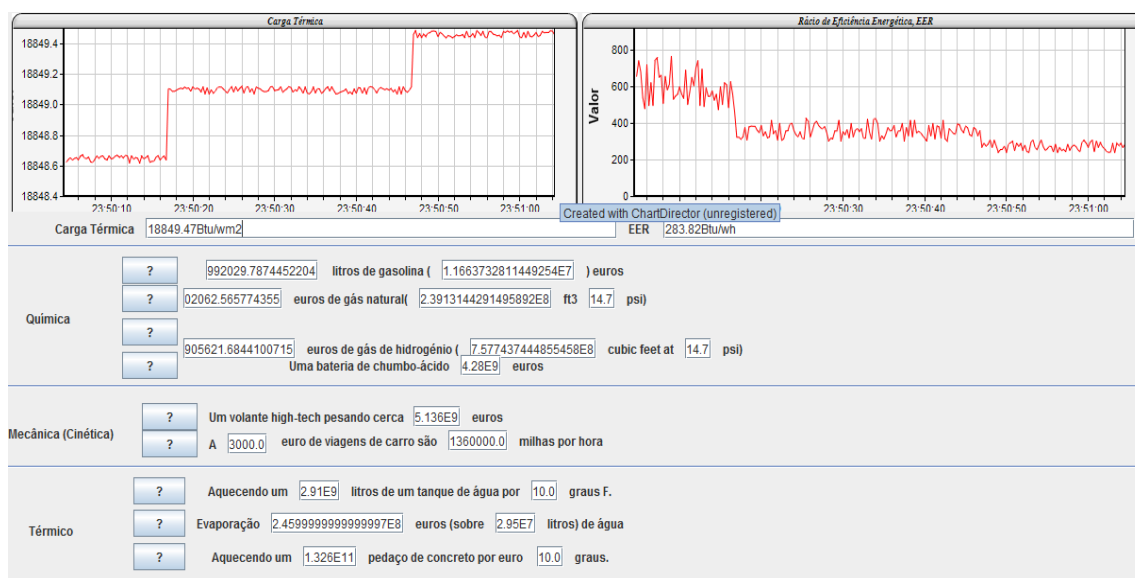 Carga Térmica
18849.4
18849.2
18849.0
18848.8
18848.6
18848.4
23:50:10 23:50:20 23:50:30 23:50:40 23:50:50 23:51:00
Rácio de Eficiência Energética, EER
Valor
800
600
400
200
0
23:50:30 23:50:40 23:50:50 23:51:00
Created with ChartDirector (unregistered)
Carga Térmica 18849.47Btu/wm2 EER 283.82Btu/wh
Química
? 992029.7874452204 litros de gasolina ( 1.1663732811449254E7 ) euros
? 02062.565774355 euros de gás natural( 2.3913144291495892E8 ft3 14.7 psi)
?
905621.6844100715 euros de gás de hidrogénio ( 7.577437444855458E8 cubic feet at 14.7 psi)
? Uma bateria de chumbo-ácido 4.28E9 euros
Mecânica (Cinética)
? Um volante high-tech pesando cerca 5.136E9 euros
? A 3000.0 euro de viagens de carro são 1360000.0 milhas por hora
Térmico
? Aquecendo um 2.91E9 litros de um tanque de água por 10.0 graus F.
? Evaporação 2.4599999999999997E8 euros (sobre 2.95E7 litros) de água
? Aquecendo um 1.326E11 pedaço de concreto por euro 10.0 graus.